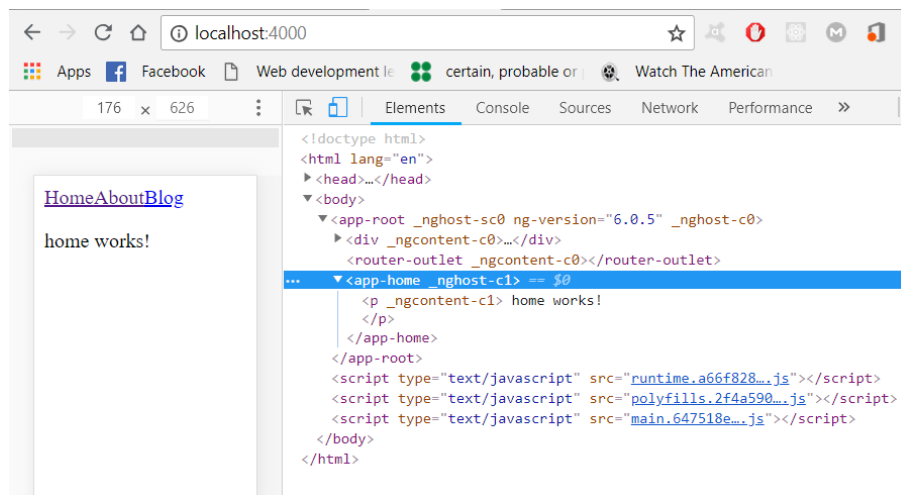 localhost:4000
Apps Facebook Web development le certain, probable or Watch The American
176 x 626 Elements Console Sources Network Performance »
<!doctype html>
<html lang="en">
<head>…</head>
<body>
HomeAboutBlog
<app-root _nghost-sc0 ng-version="6.0.5" _nghost-c0>
home works!
<div _ngcontent-c0>…</div>
<router-outlet _ngcontent-c0></router-outlet>
... <app-home _nghost-c1> == $0
<p _ngcontent-c1> home works!
</p>
</app-home>
</app-root>
<script type="text/javascript" src="runtime.a66f828….js"></script>
<script type="text/javascript" src="polyfills.2f4a590….js"></script>
<script type="text/javascript" src="main.647518e….js"></script>
</body>
</html>